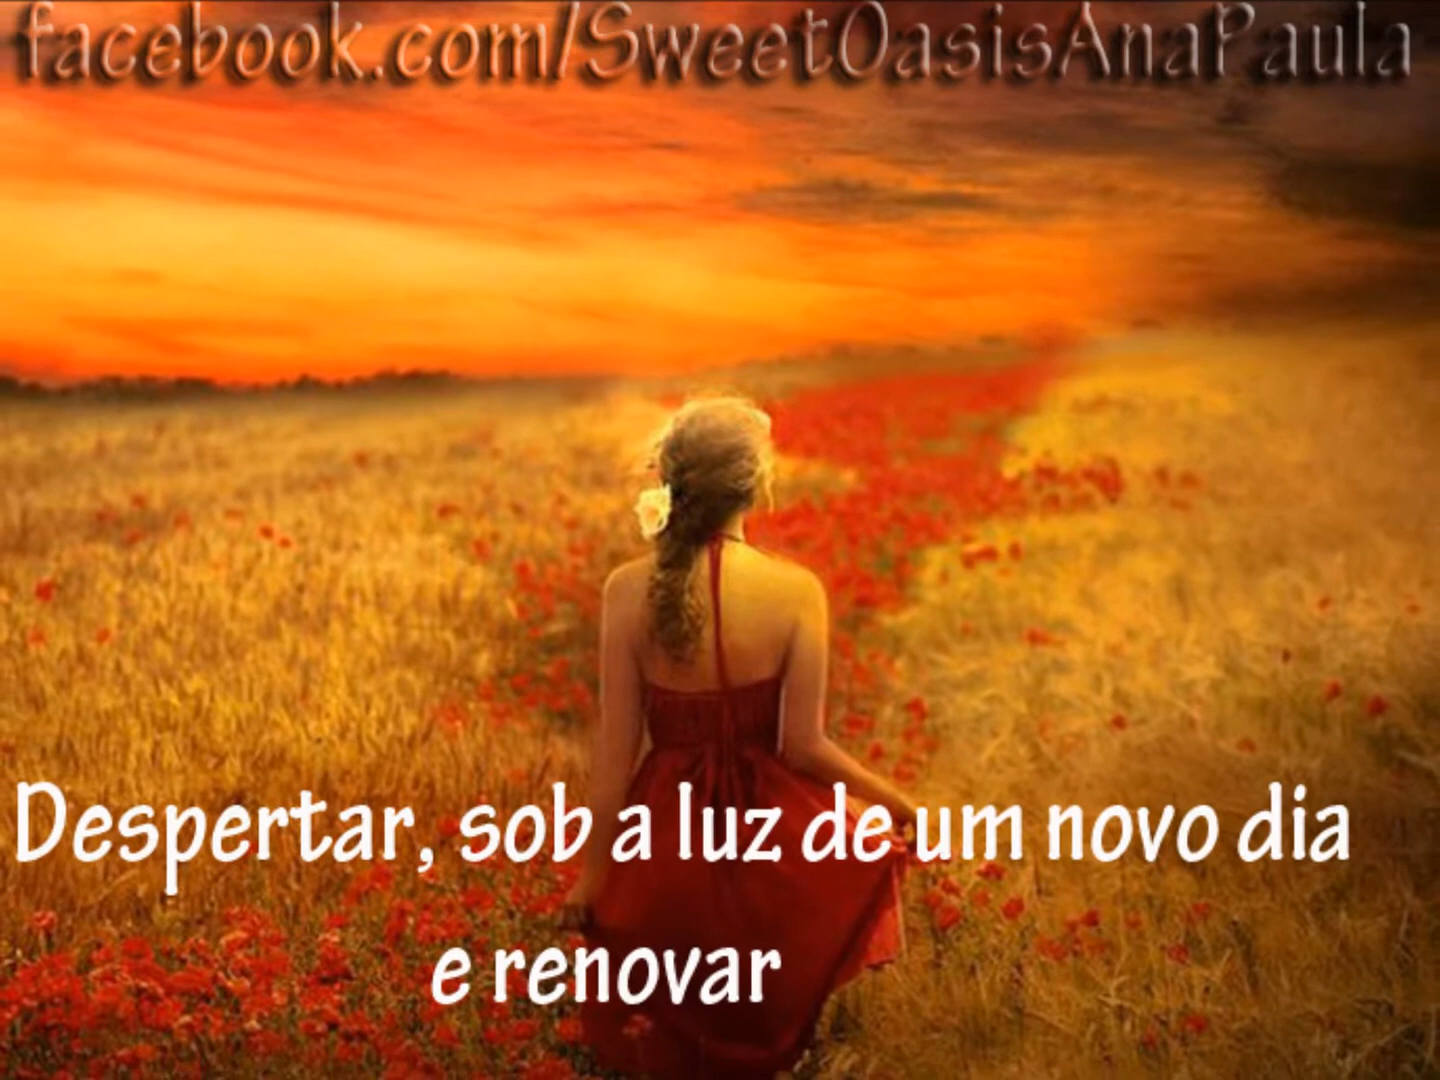 facebook.com/SweetOasisAnaPaula
Despertar, sob a luz de um novo dia
e renovar